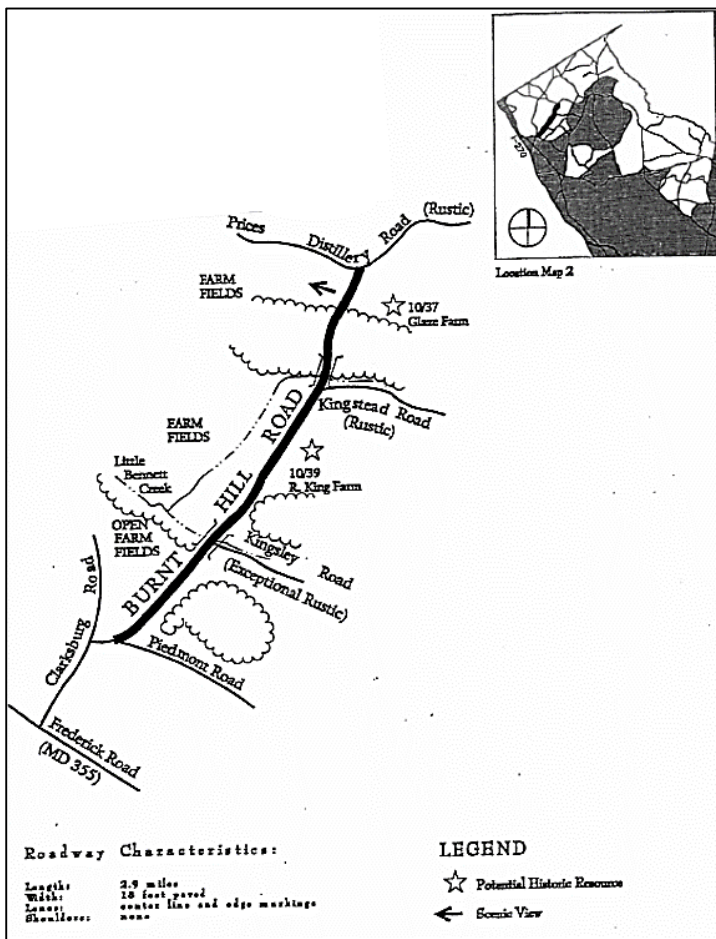 I-270
Location Map 2
Prices Distillery Road (Rustic)
FARM
FIELDS
10/37
Glaze Farm
Kingstead Road
(Rustic)
FARM
FIELDS
10/39
R. King Farm
Little
Bennett
Creek
OPEN
FARM
FIELDS
BURNT HILL ROAD
Kingsley Road
(Exceptional Rustic)
Clarksburg Road
Piedmont Road
Frederick Road
(MD 355)
Roadway Characteristics:
Length: 2.9 miles
Width: 18 feet paved
Lanes: center line and edge markings
Shoulders: none
LEGEND
Potential Historic Resource
Scenic View